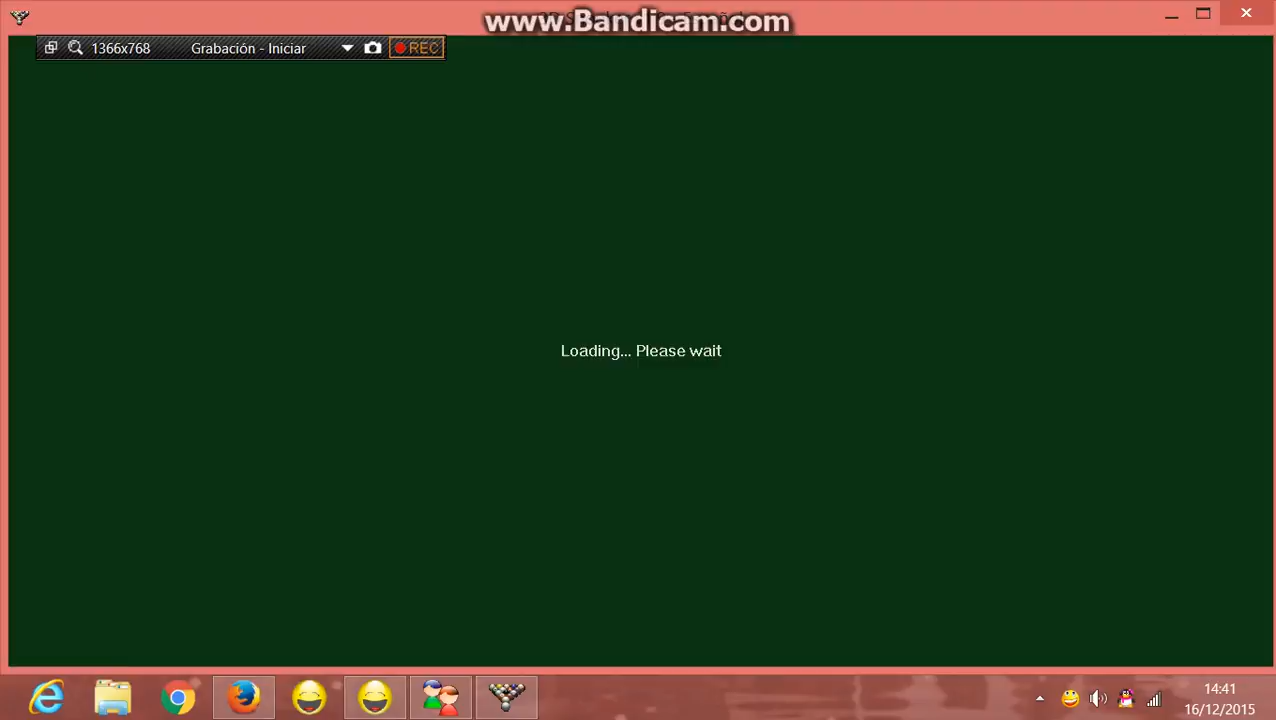 www.Bandicam.com
1366x768 Grabación - Iniciar REC
Loading... Please wait
14:41
16/12/2015